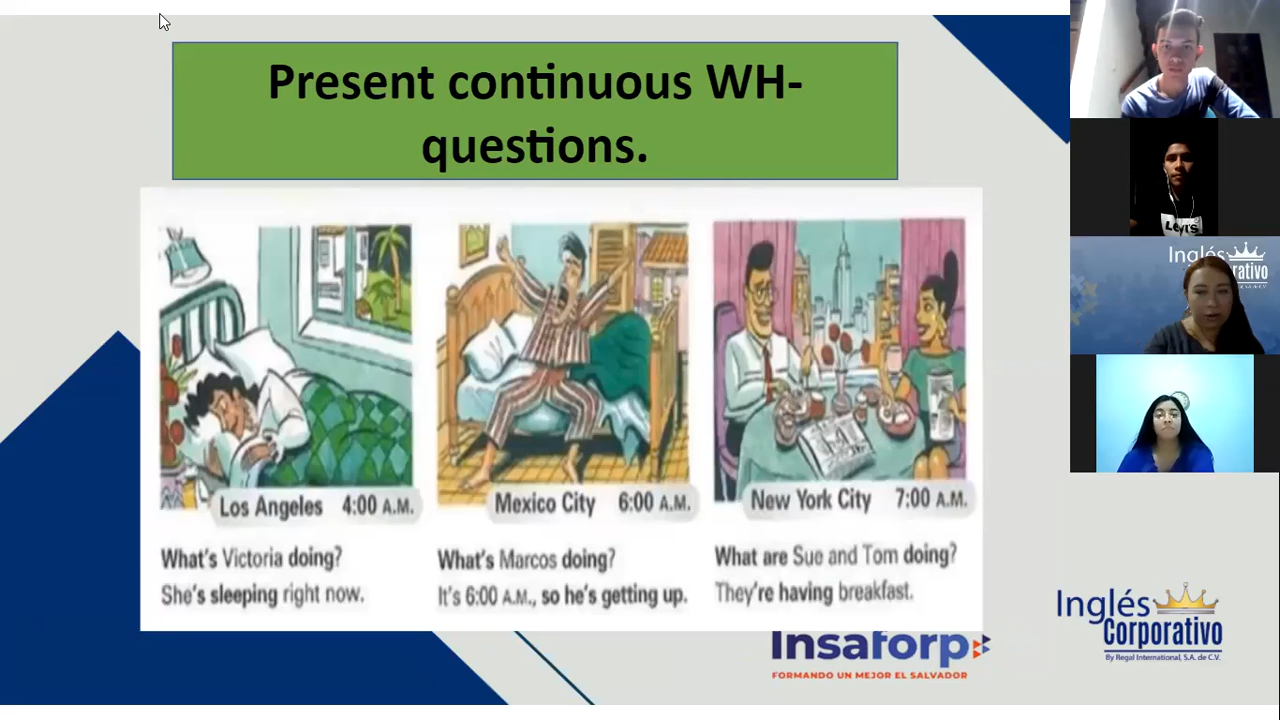 Present continuous WH-
questions.
Los Angeles 4:00 A.M.
Mexico City 6:00 A.M.
New York City 7:00 A.M.
What's Victoria doing?
She's sleeping right now.
What's Marcos doing?
It's 6:00 A.M., so he's getting up.
What are Sue and Tom doing?
They're having breakfast.
Insaforp
FORMANDO UN MEJOR EL SALVADOR
Inglés
Corporativo
By Regal International, S.A. de C.V.
Inglés